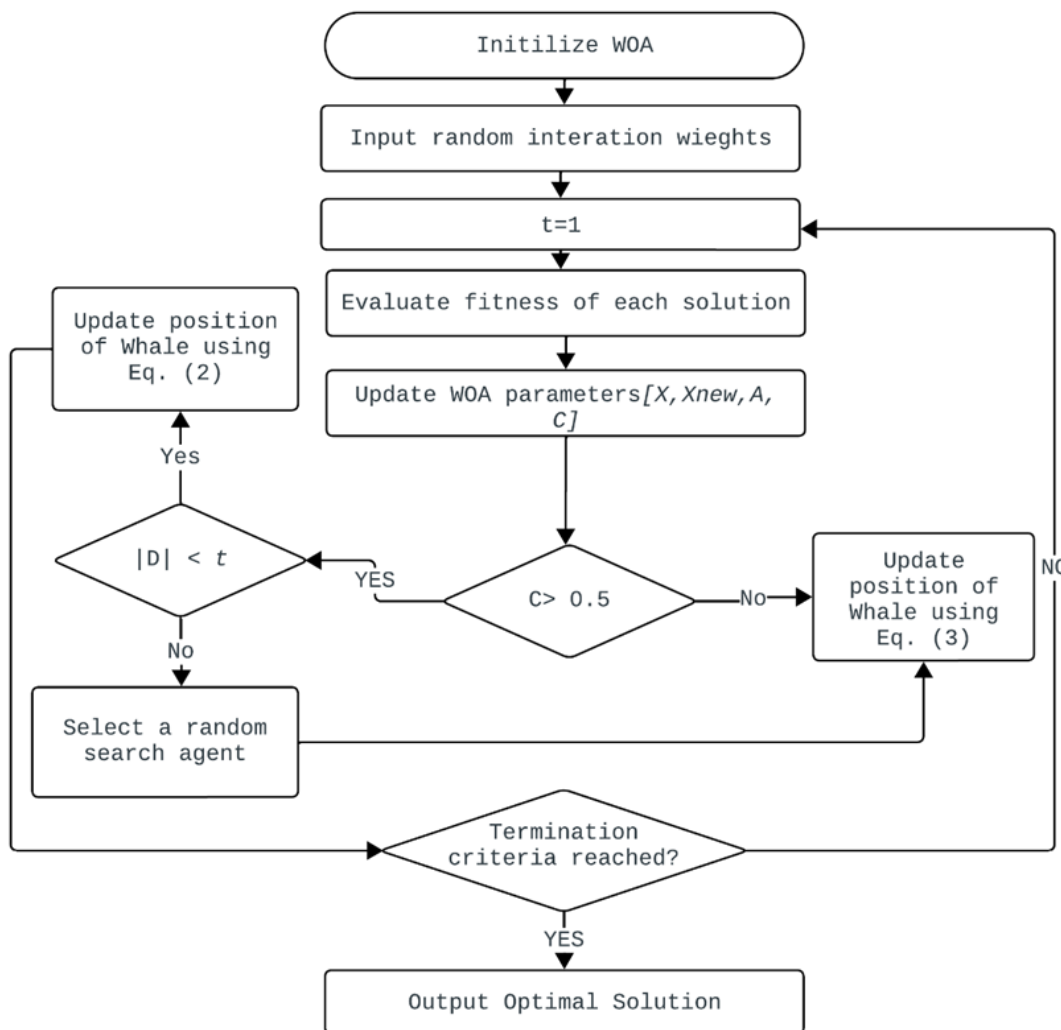 Initilize WOA
Input random interation wieghts
t=1
Evaluate fitness of each solution
Update position
of Whale using
Eq. (2)
Update WOA parameters[X,Xnew,A,
C]
Yes
|D| < t
YES
C> 0.5
No
Update
position of
Whale using
Eq. (3)
NO
No
Select a random
search agent
Termination
criteria reached?
YES
Output Optimal Solution